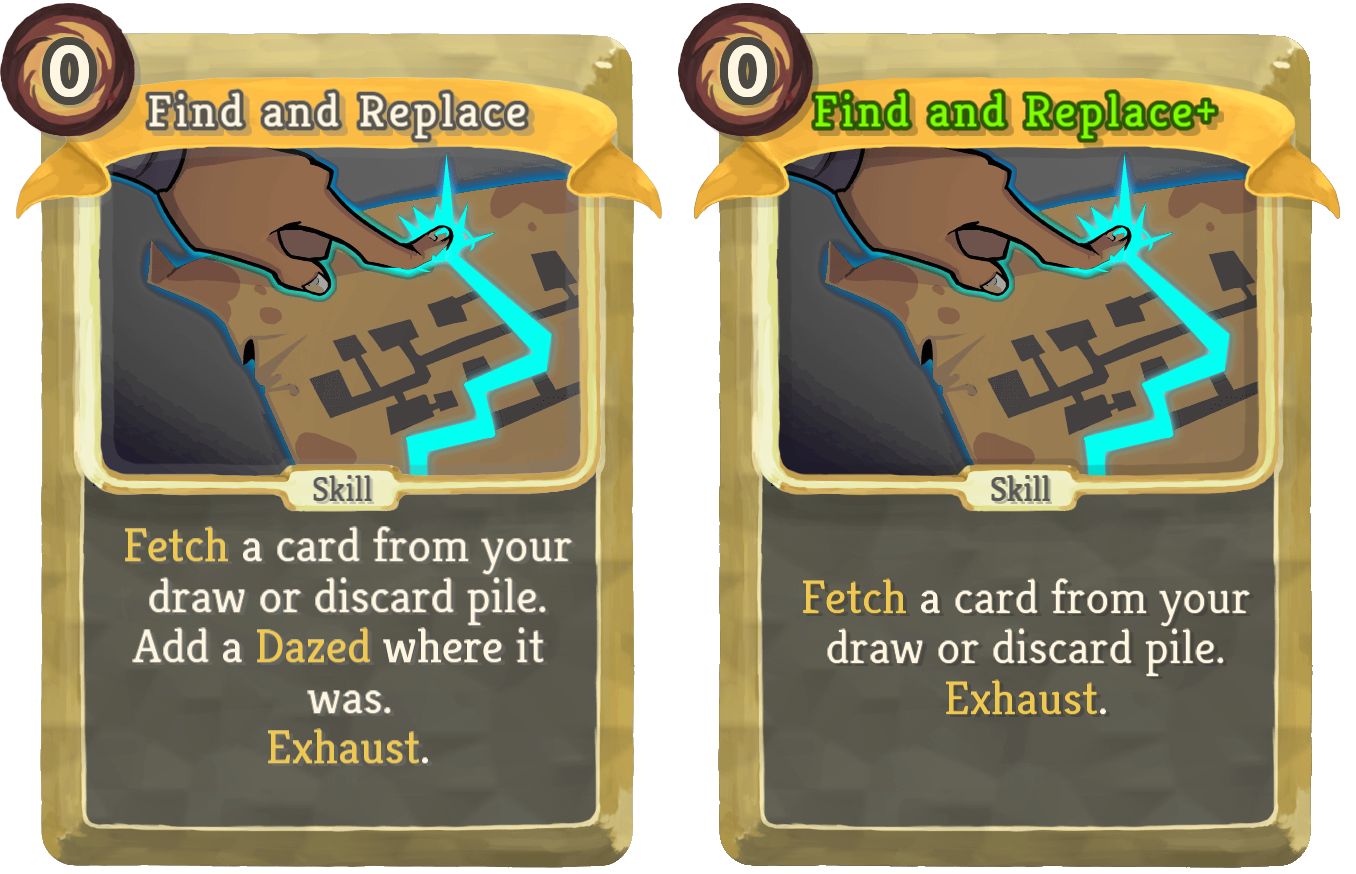 0
Find and Replace
Skill
Fetch a card from your
draw or discard pile.
Add a Dazed where it
was.
Exhaust.
0
Find and Replace+
Skill
Fetch a card from your
draw or discard pile.
Exhaust.